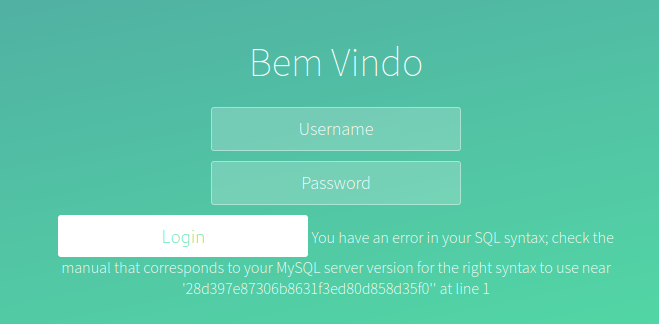 Bem Vindo
Username
Password
Login You have an error in your SQL syntax; check the
manual that corresponds to your MySQL server version for the right syntax to use near
'28d397e87306b8631f3ed80d858d35f0'' at line 1